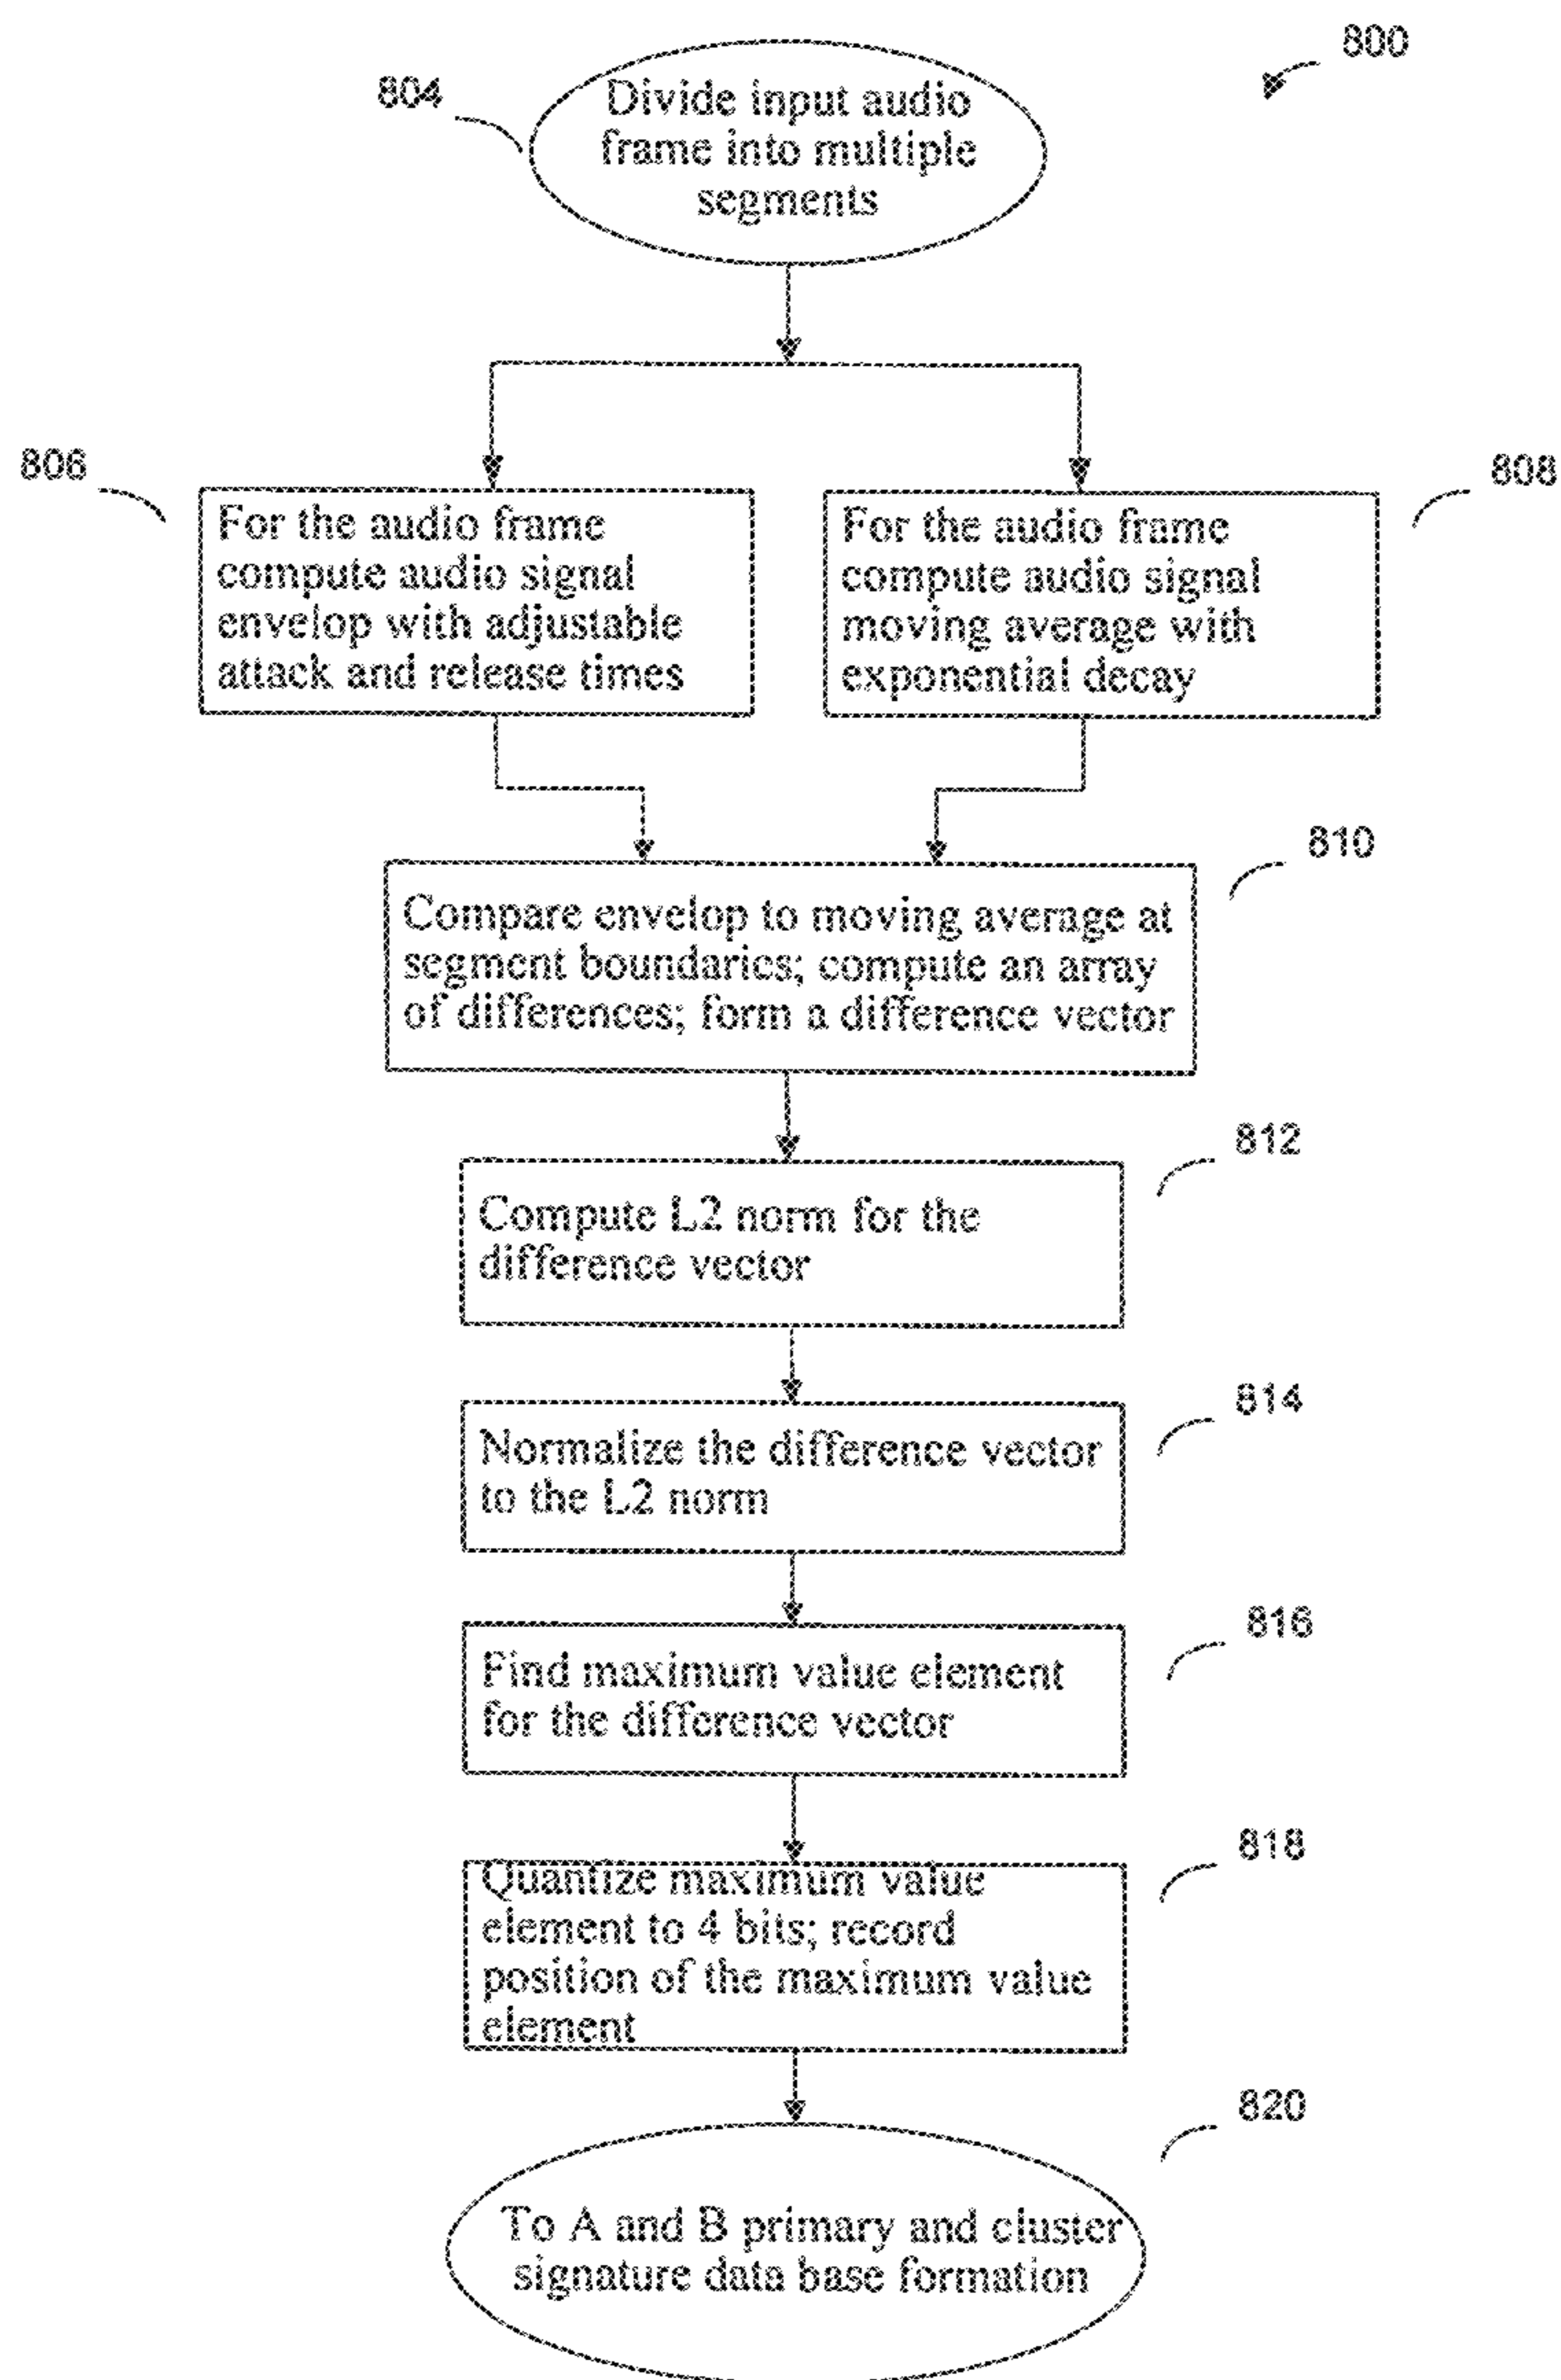 800
804
Divide input audio
frame into multiple
segments
806
For the audio frame
compute audio signal
envelop with adjustable
attack and release times
808
For the audio frame
compute audio signal
moving average with
exponential decay
810
Compare envelop to moving average at
segment boundaries; compute an array
of differences; form a difference vector
812
Compute L2 norm for the
difference vector
814
Normalize the difference vector
to the L2 norm
816
Find maximum value element
for the difference vector
818
Quantize maximum value
element to 4 bits; record
position of the maximum value
element
820
To A and B primary and cluster
signature data base formation